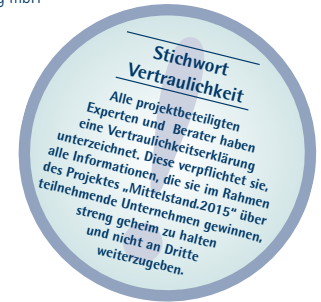 g mbH
Stichwort
Vertraulichkeit
Alle projektbeteiligten
Experten und Berater haben
eine Vertraulichkeitserklärung
unterzeichnet. Diese verpflichtet sie,
alle Informationen, die sie im Rahmen
des Projektes „Mittelstand.2015“ über
teilnehmende Unternehmen gewinnen,
streng geheim zu halten
und nicht an Dritte
weiterzugeben.